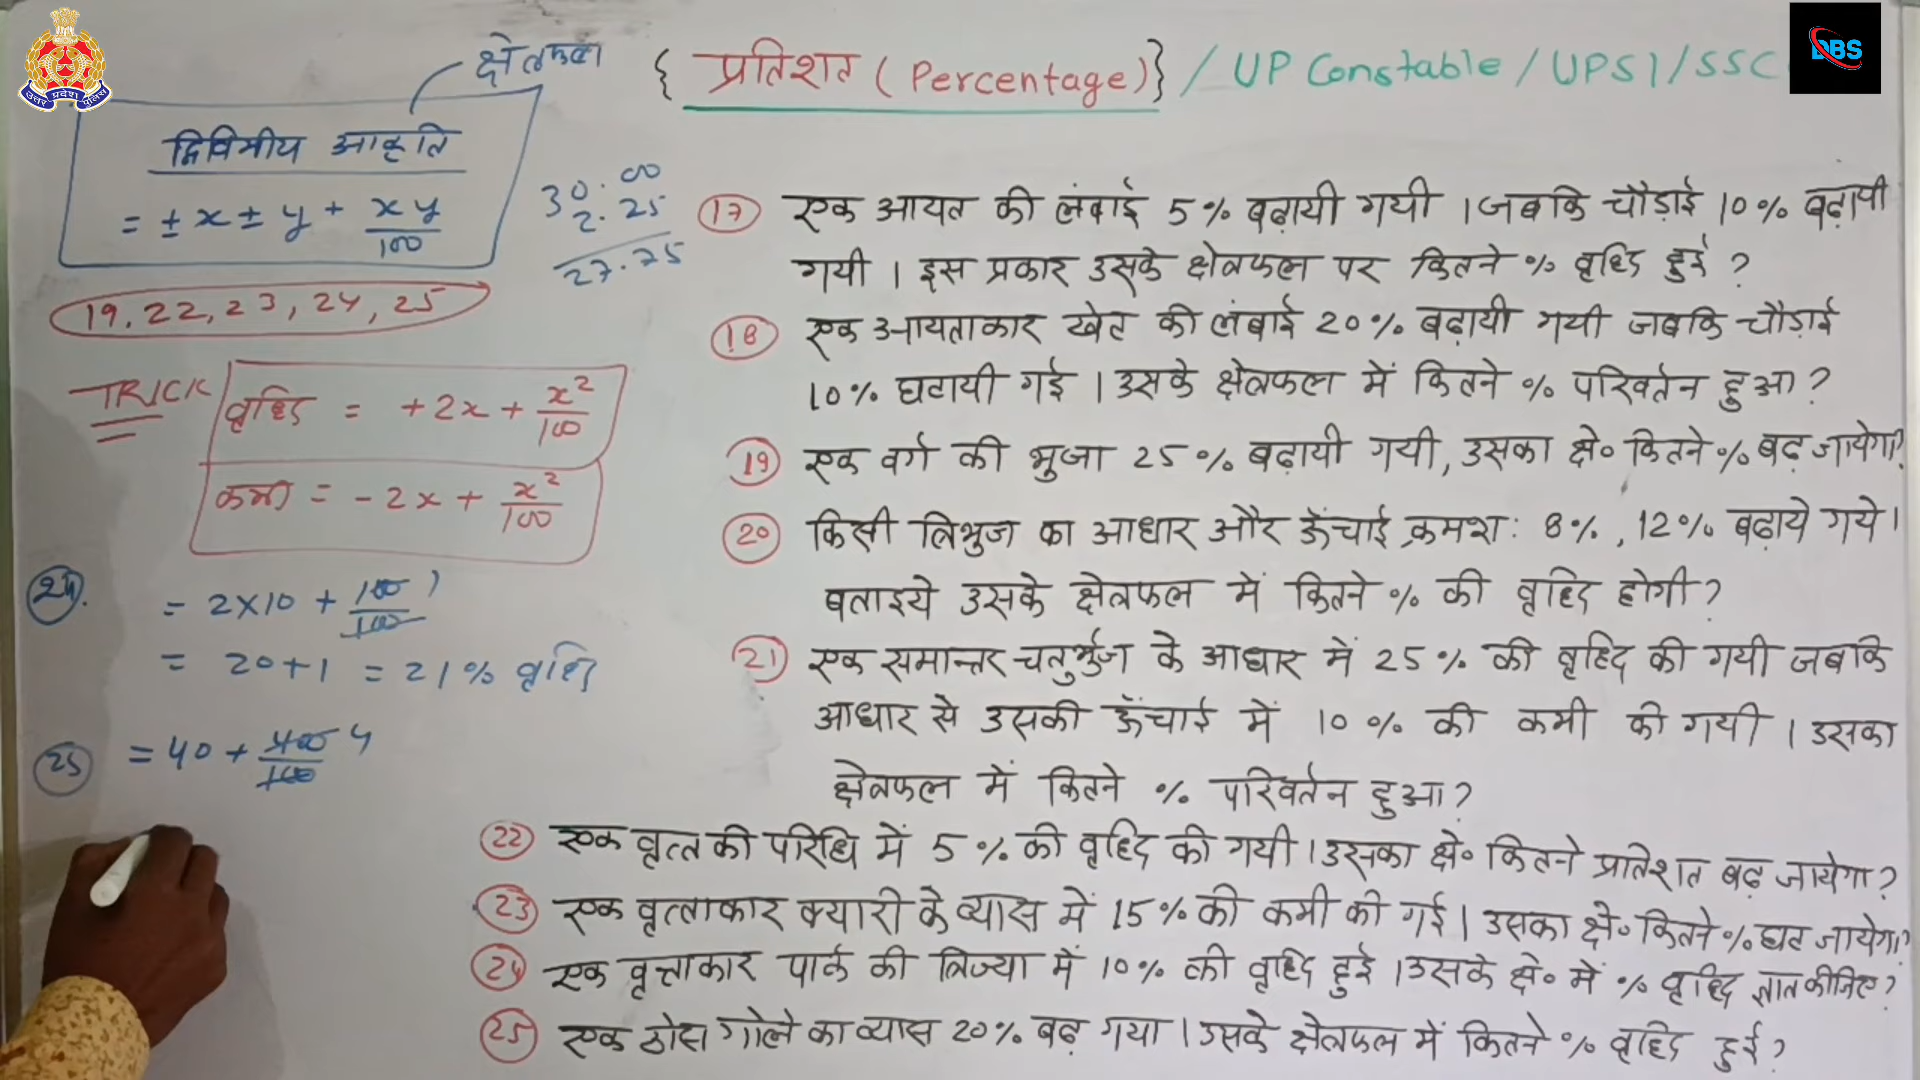 उत्तर प्रदेश पुलिस
DBS
{ प्रतिशत ( Percentage ) } / UP Constable / UPSI / SSC
क्षेत्रफल
द्विविमीय आकृति
= ± x ± y + xy/100
30.00
2.25
27.75
19, 22, 23, 24, 25
TRICK
वृद्धि = +2x + x²/100
कमी = -2x + x²/100
24. = 2×10 + 100/100 1
= 20+1 = 21% वृद्धि
25 = 40 + 400/100 4
17 एक आयत की लंबाई 5% बढ़ायी गयी । जबकि चौड़ाई 10% बढ़ायी
गयी । इस प्रकार उसके क्षेत्रफल पर कितने % वृद्धि हुई ?
18 एक आयताकार खेत की लंबाई 20% बढ़ायी गयी जबकि चौड़ाई
10% घटायी गई । उसके क्षेत्रफल में कितने % परिवर्तन हुआ ?
19 एक वर्ग की भुजा 25% बढ़ायी गयी, उसका क्षे० कितने % बढ़ जायेगा?
20 किसी त्रिभुज का आधार और ऊँचाई क्रमश: 8%, 12% बढ़ाये गये।
बताइये उसके क्षेत्रफल में कितने % की वृद्धि होगी ?
21 एक समान्तर चतुर्भुज के आधार में 25% की वृद्धि की गयी जबकि
आधार से उसकी ऊँचाई में 10% की कमी की गयी । उसका
क्षेत्रफल में कितने % परिवर्तन हुआ ?
22 एक वृत्त की परिधि में 5% की वृद्धि की गयी । उसका क्षे० कितने प्रतिशत बढ़ जायेगा ?
23 एक वृत्ताकार क्यारी के व्यास में 15% की कमी की गई । उसका क्षे० कितने % घट जायेगा?
24 एक वृत्ताकार पार्क की त्रिज्या में 10% की वृद्धि हुई । उसके क्षे० में % वृद्धि ज्ञात कीजिए ?
25 एक ठोस गोले का व्यास 20% बढ़ गया । उसके क्षेत्रफल में कितने % वृद्धि हुई ?